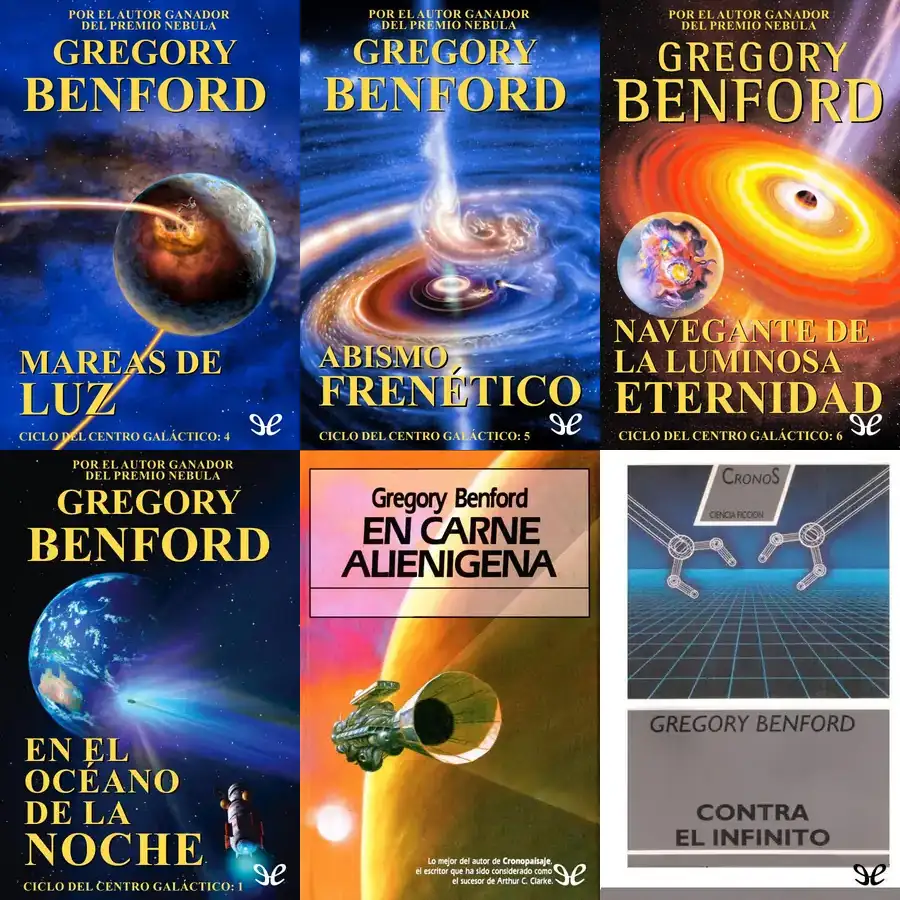 POR EL AUTOR GANADOR
DEL PREMIO NEBULA
GREGORY
BENFORD
MAREAS DE
LUZ
CICLO DEL CENTRO GALÁCTICO: 4
POR EL AUTOR GANADOR
DEL PREMIO NEBULA
GREGORY
BENFORD
ABISMO
FRENÉTICO
CICLO DEL CENTRO GALÁCTICO: 5
POR EL AUTOR GANADOR
DEL PREMIO NEBULA
GREGORY
BENFORD
NAVEGANTE DE
LA LUMINOSA
ETERNIDAD
CICLO DEL CENTRO GALÁCTICO: 6
POR EL AUTOR GANADOR
DEL PREMIO NEBULA
GREGORY
BENFORD
EN EL
OCÉANO
DE LA
NOCHE
CICLO DEL CENTRO GALÁCTICO: 1
Gregory Benford
EN CARNE
ALIENIGENA
Lo mejor del autor de Cronopaisaje,
el escritor que ha sido considerado como
el sucesor de Arthur C. Clarke.
CRONOS
CIENCIA FICCION
GREGORY BENFORD
CONTRA
EL INFINITO